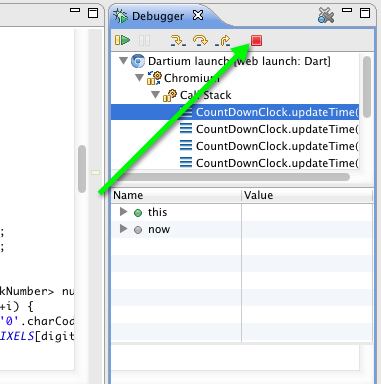 Debugger
Dartium launch [web launch: Dart]
Chromium
Call Stack
CountDownClock.updateTime(
CountDownClock.updateTime(
CountDownClock.updateTime(
CountDownClock.updateTime(
Name Value
this
now
;
;
kNumber> nu
+i) {
'0'.charCod
IXELS[digit